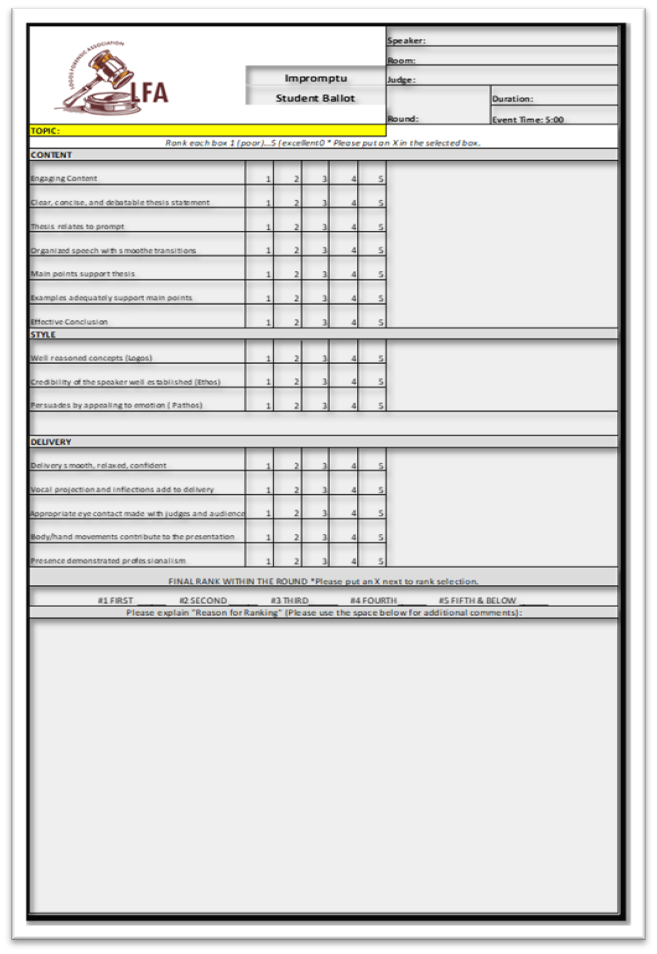 LOGOS FORENSIC ASSOCIATION
LFA
Impromptu
Student Ballot
Speaker:
Room:
Judge:
Duration:
Round:
Event Time: 5:00
TOPIC:
Rank each box 1 (poor)...5 (excellent0 * Please put an X in the selected box.
CONTENT
Engaging Content 1 2 3 4 5
Clear, concise, and debatable thesis statement 1 2 3 4 5
Thesis relates to prompt 1 2 3 4 5
Organized speech with smoothe transitions 1 2 3 4 5
Main points support thesis 1 2 3 4 5
Examples adequately support main points 1 2 3 4 5
Effective Conclusion 1 2 3 4 5
STYLE
Well reasoned concepts (Logos) 1 2 3 4 5
Credibility of the speaker well established (Ethos) 1 2 3 4 5
Persuades by appealing to emotion ( Pathos) 1 2 3 4 5
DELIVERY
Delivery smooth, relaxed, confident 1 2 3 4 5
Vocal projection and inflections add to delivery 1 2 3 4 5
Appropriate eye contact made with judges and audience 1 2 3 4 5
Body/hand movements contribute to the presentation 1 2 3 4 5
Presence demonstrated professionalism 1 2 3 4 5
FINAL RANK WITHIN THE ROUND *Please put an X next to rank selection.
#1 FIRST______ #2 SECOND______ #3 THIRD______ #4 FOURTH______ #5 FIFTH & BELOW ______
Please explain "Reason for Ranking" (Please use the space below for additional comments):